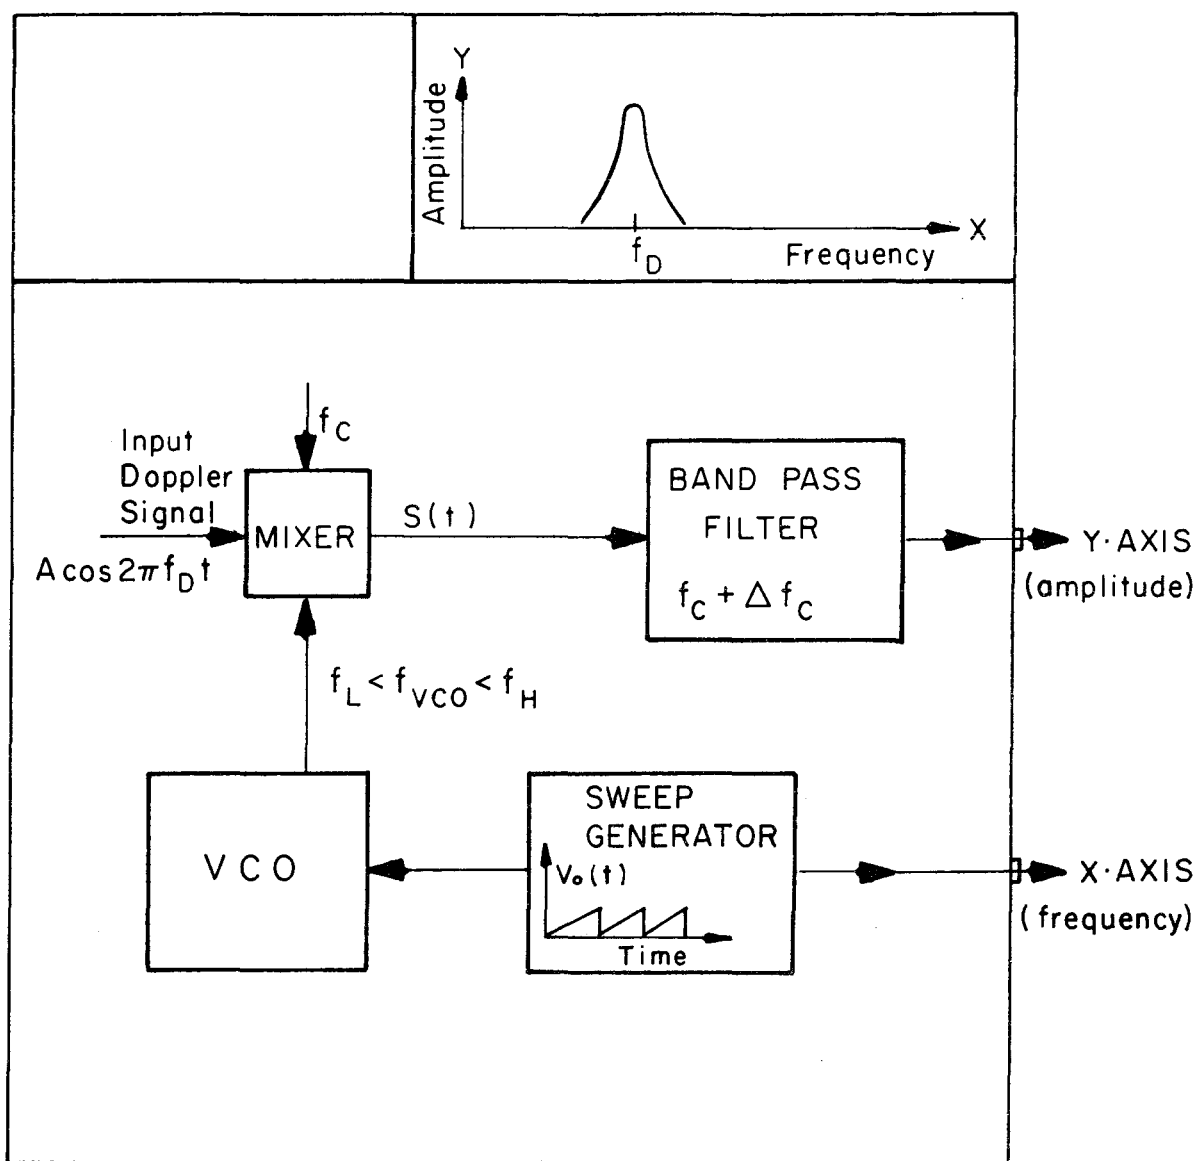 Y
Amplitude
X
f_D
Frequency
f_C
Input
Doppler
Signal
A cos 2πf_D t
MIXER
S(t)
BAND PASS
FILTER
f_C + Δ f_C
Y·AXIS
(amplitude)
f_L < f_VCO < f_H
VCO
SWEEP
GENERATOR
V_o(t)
Time
X·AXIS
(frequency)